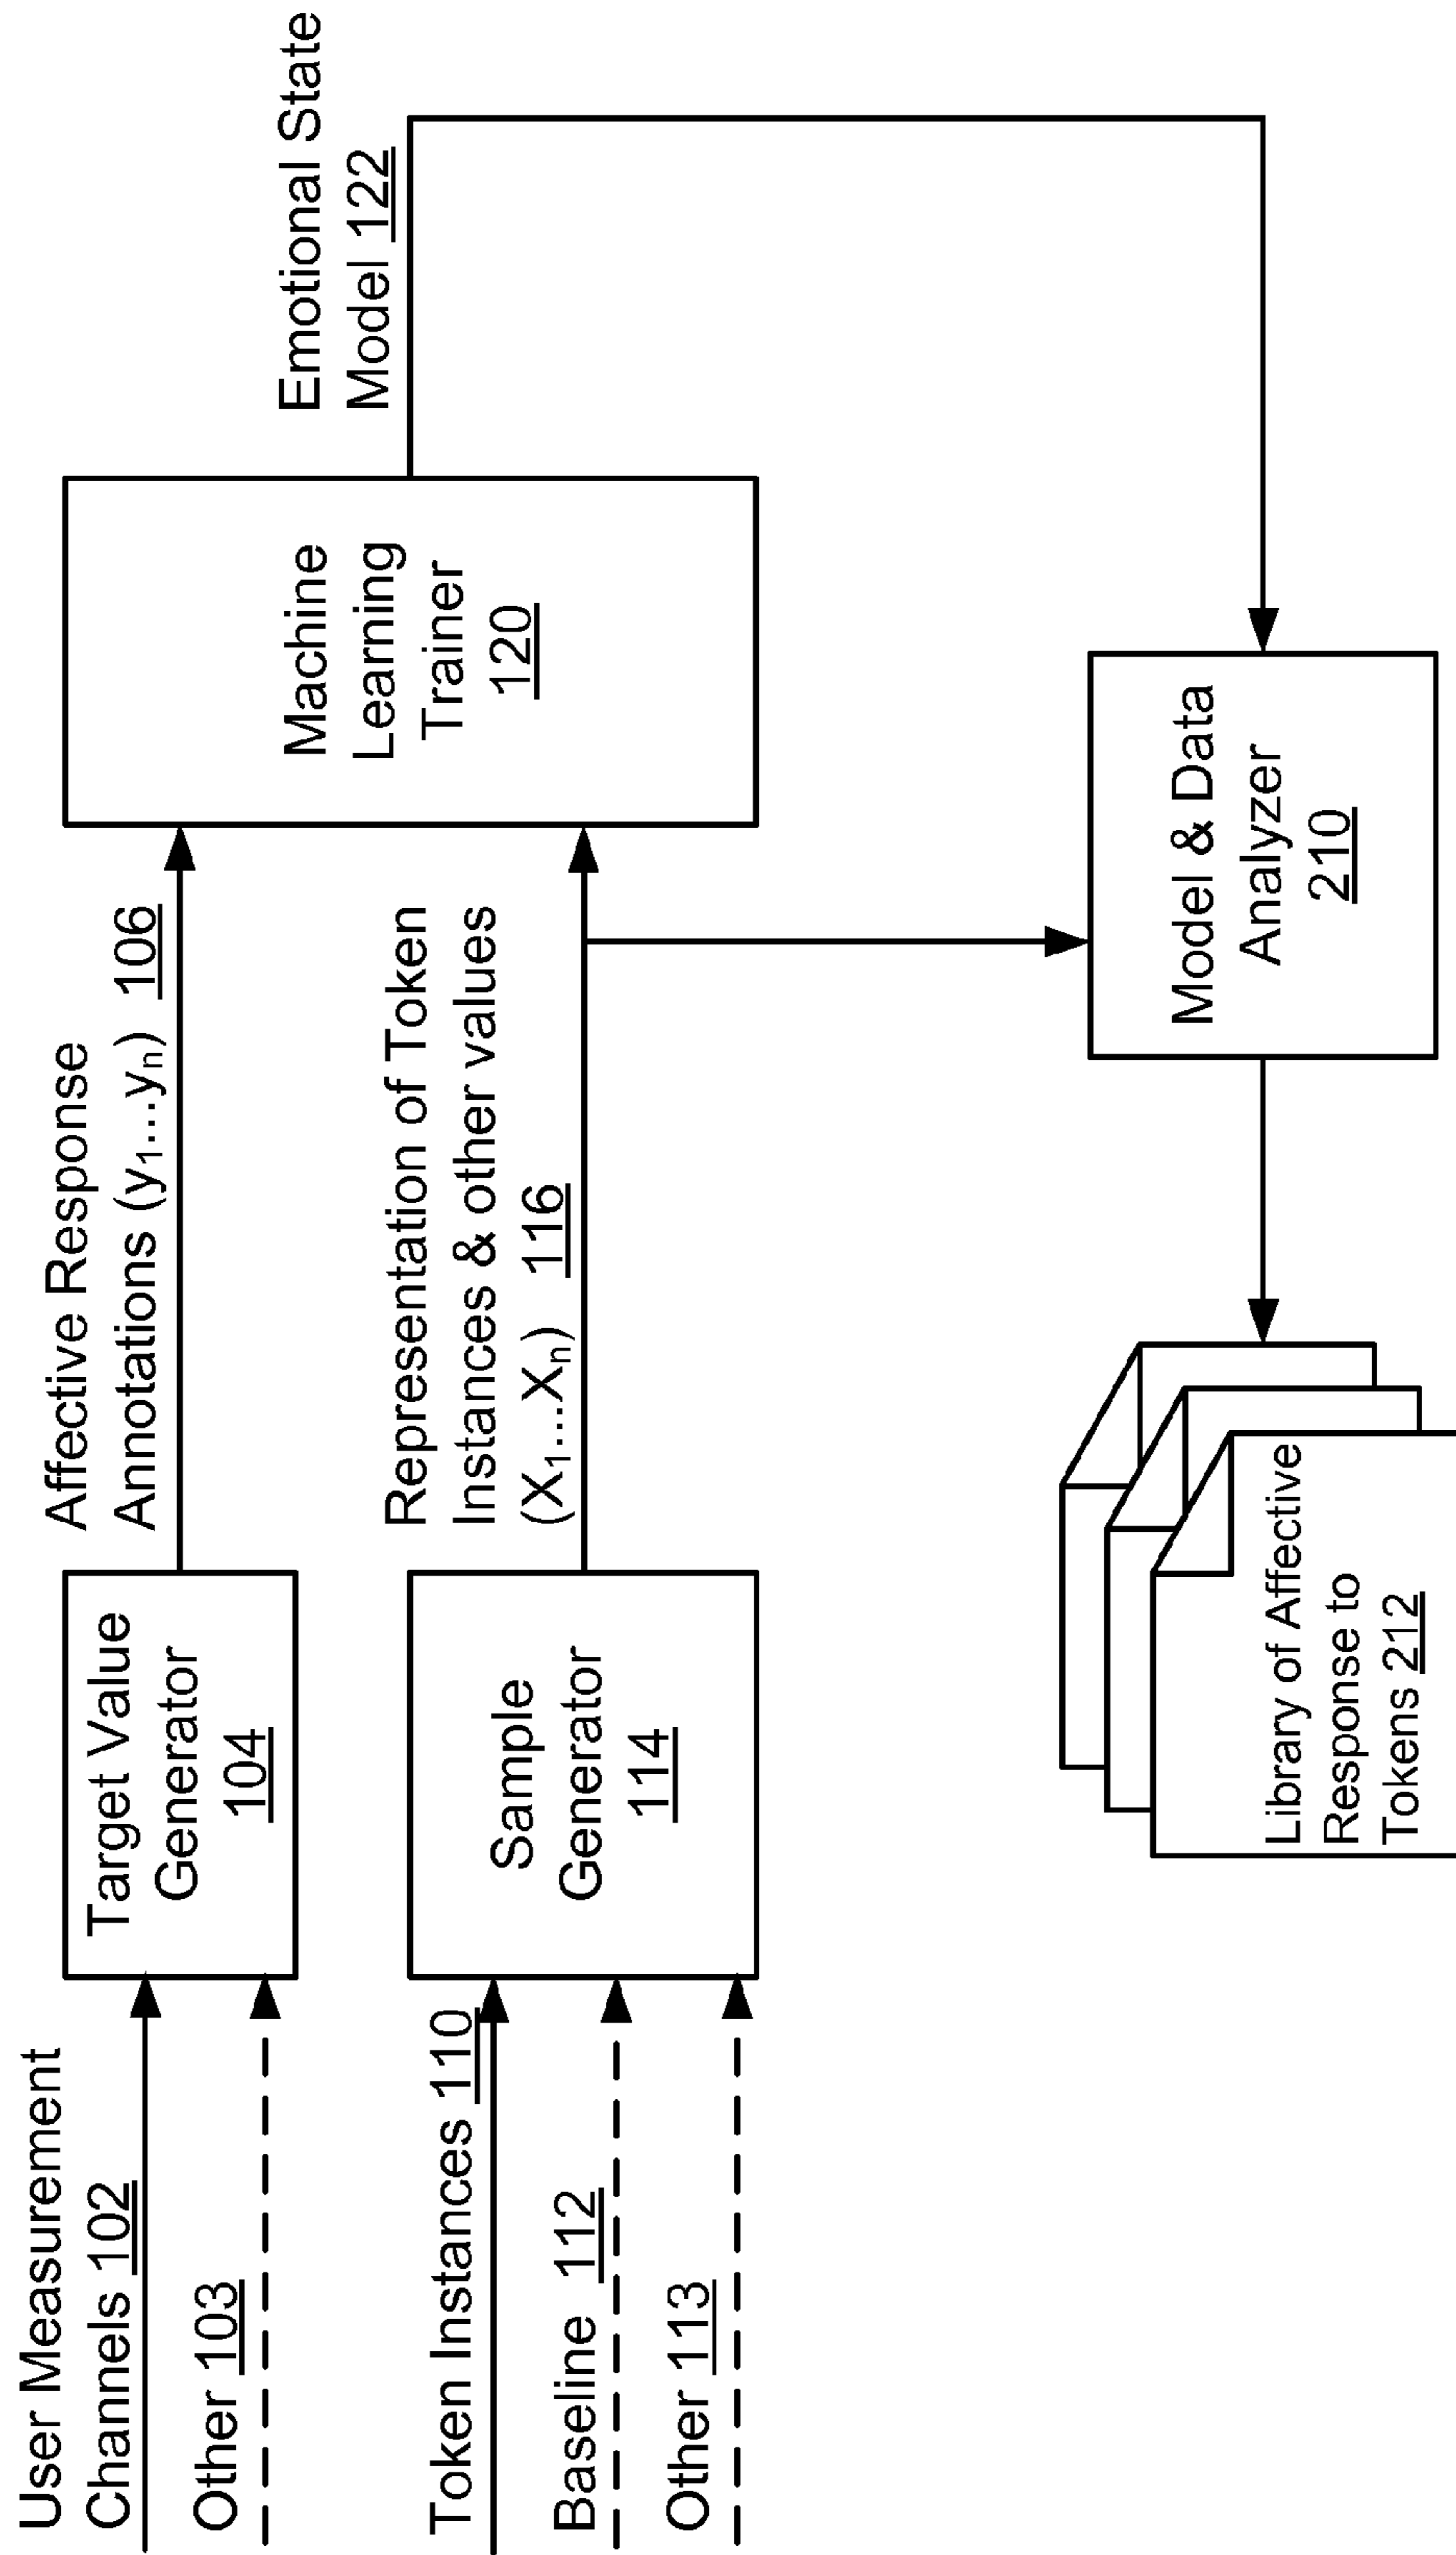 User Measurement
Channels 102
Other 103
Target Value
Generator
104
Affective Response
Annotations (y1...yn) 106
Token Instances 110
Baseline 112
Other 113
Sample
Generator
114
Representation of Token
Instances & other values
(X1...Xn) 116
Machine
Learning
Trainer
120
Emotional State
Model 122
Model & Data
Analyzer
210
Library of Affective
Response to
Tokens 212